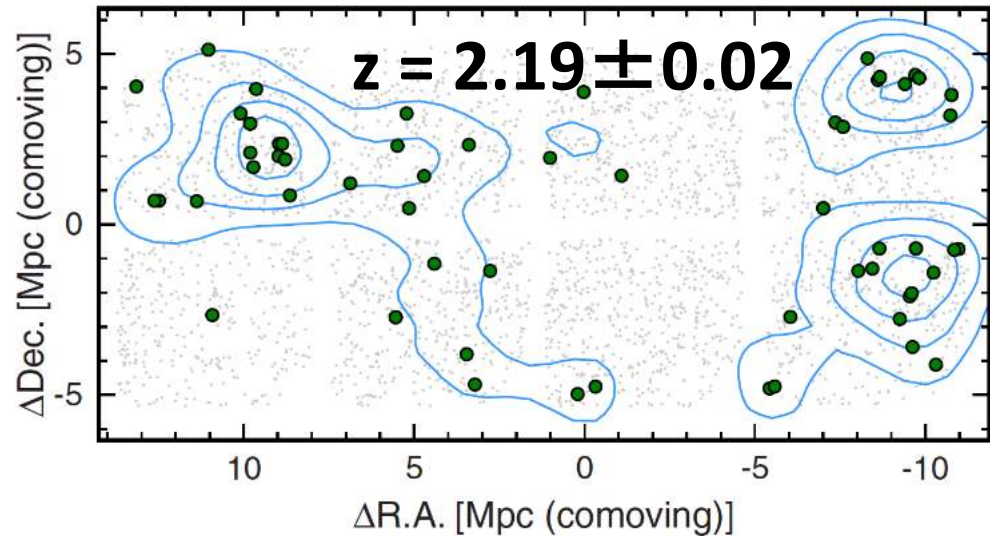 z = 2.19±0.02
5
0
-5
ΔDec. [Mpc (comoving)]
10 5 0 -5 -10
ΔR.A. [Mpc (comoving)]